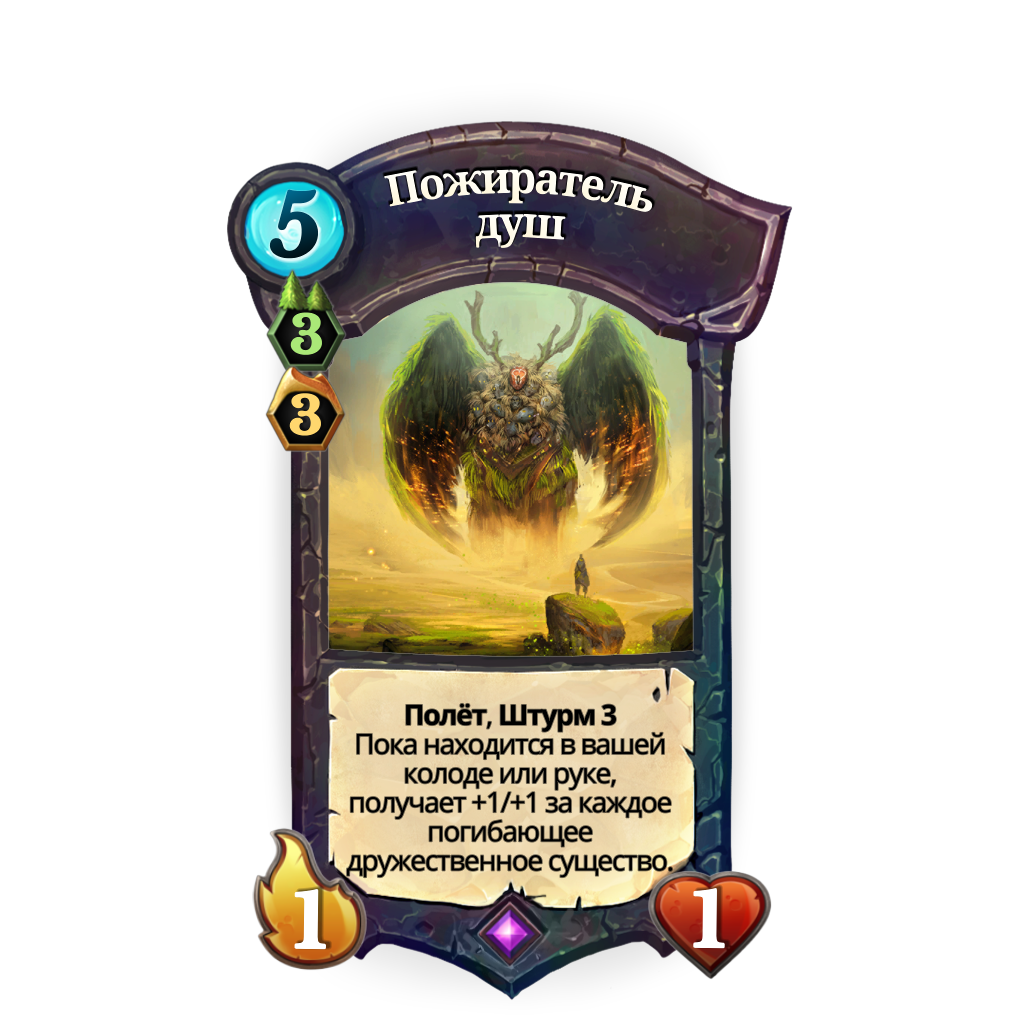 Пожиратель
душ
5
3
3
Полёт, Штурм 3
Пока находится в вашей
колоде или руке,
получает +1/+1 за каждое
погибающее
дружественное существо.
1
1